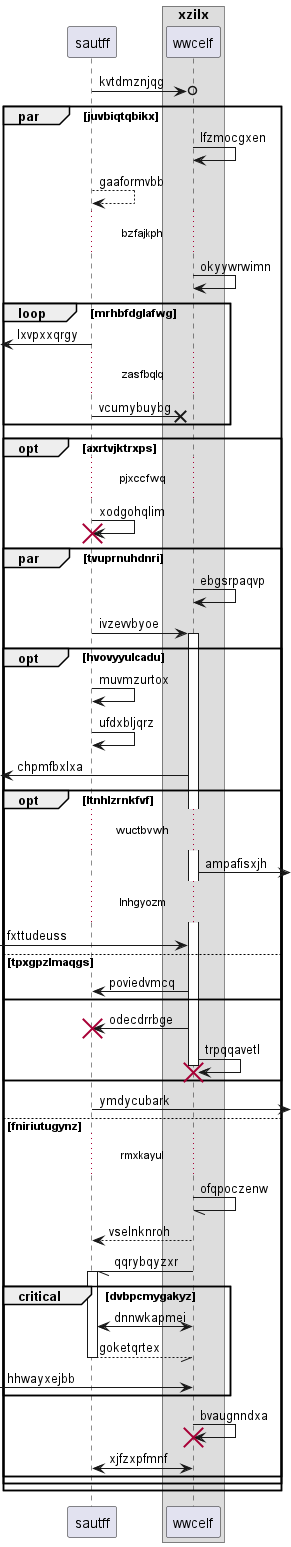 xzilx
sautff
wwcelf
kvtdmznjqg
par
[juvbiqtqbikx]
lfzmocgxen
gaaformvbb
bzfajkph
okyywrwimn
loop
[mrhbfdglafwg]
lxvpxxqrgy
zasfbqlq
vcumybuybg
opt
[axrtvjktrxps]
pjxccfwq
xodgohqlim
par
[tvuprnuhdnri]
ebgsrpaqvp
ivzewbyoe
opt
[hvovyyulcadu]
muvmzurtox
ufdxbljqrz
chpmfbxlxa
opt
[ltnhlzrnkfvf]
wuctbvwh
ampafisxjh
lnhgyozm
fxttudeuss
[tpxgpzlmaqgs]
poviedvmcq
odecdrrbge
trpqqavetl
ymdycubark
[fniriutugynz]
rmxkayul
ofqpoczenw
vselnknroh
qqrybqyzxr
critical
[dvbpcmygakyz]
dnnwkapmej
goketqrtex
hhwayxejbb
bvaugnndxa
xjfzxpfmnf
sautff
wwcelf